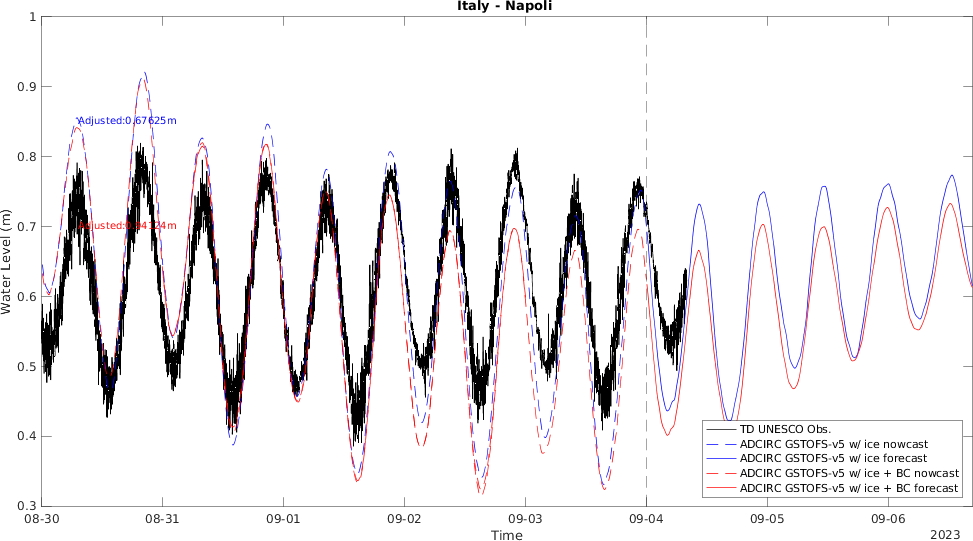 Italy - Napoli
Water Level (m)
1
0.9
0.8
0.7
0.6
0.5
0.4
0.3
Adjusted:0.67625m
Adjusted:0.64124m
08-30
08-31
09-01
09-02
09-03
09-04
09-05
09-06
Time
2023
TD UNESCO Obs.
ADCIRC GSTOFS-v5 w/ ice nowcast
ADCIRC GSTOFS-v5 w/ ice forecast
ADCIRC GSTOFS-v5 w/ ice + BC nowcast
ADCIRC GSTOFS-v5 w/ ice + BC forecast